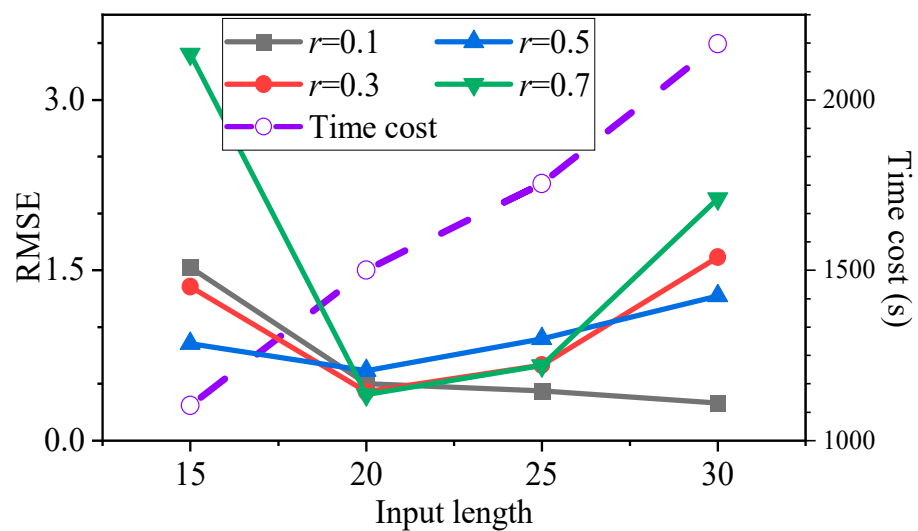 r=0.1
r=0.5
r=0.3
r=0.7
Time cost
3.0
1.5
0.0
RMSE
2000
1500
1000
Time cost (s)
15
20
25
30
Input length